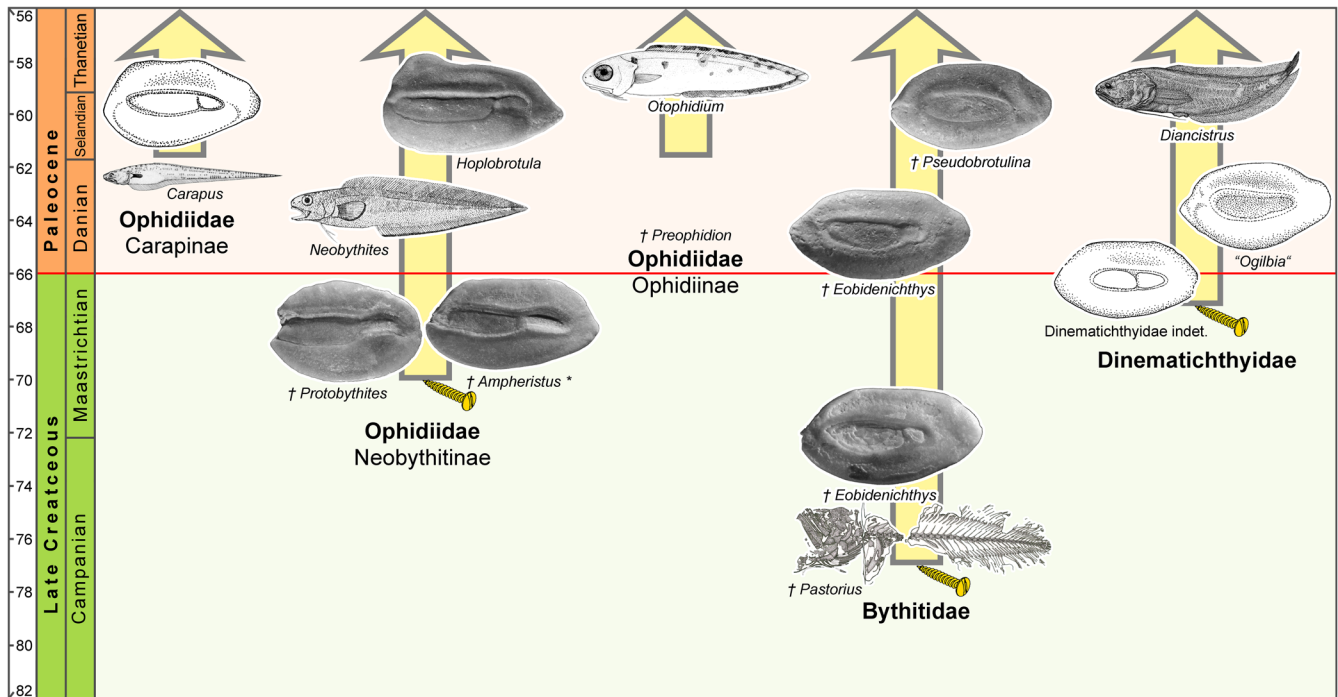 56
58
60
62
64
66
68
70
72
74
76
78
80
82
Paleocene
Late Creatceous
Thanetian
Selandian
Danian
Maastrichtian
Campanian
Carapus
Ophidiidae
Carapinae
Hoplobrotula
Neobythites
† Protobythites
† Ampheristus *
Ophidiidae
Neobythitinae
Otophidium
† Preophidion
Ophidiidae
Ophidiinae
† Pseudobrotulina
† Eobidenichthys
† Eobidenichthys
† Pastorius
Bythitidae
Diancistrus
"Ogilbia"
Dinematichthyidae indet.
Dinematichthyidae